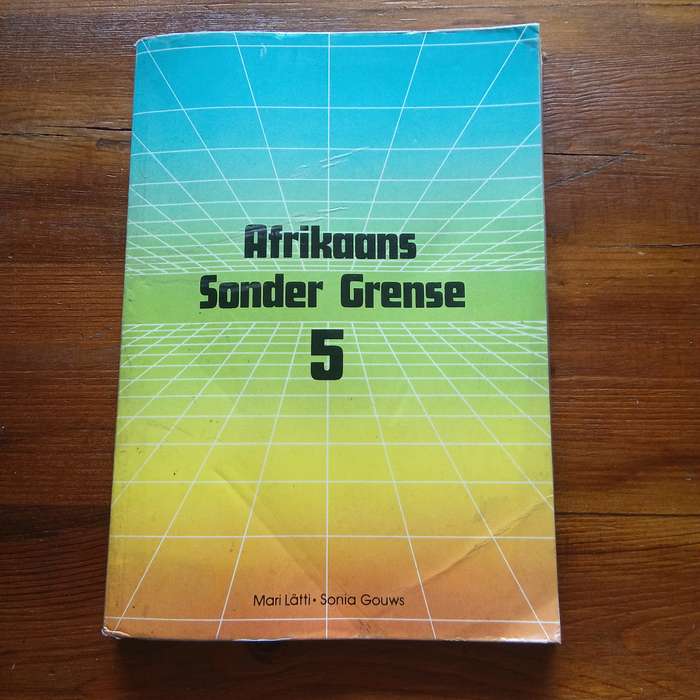 Afrikaans
Sonder Grense
5
Mari Lätti • Sonia Gouws